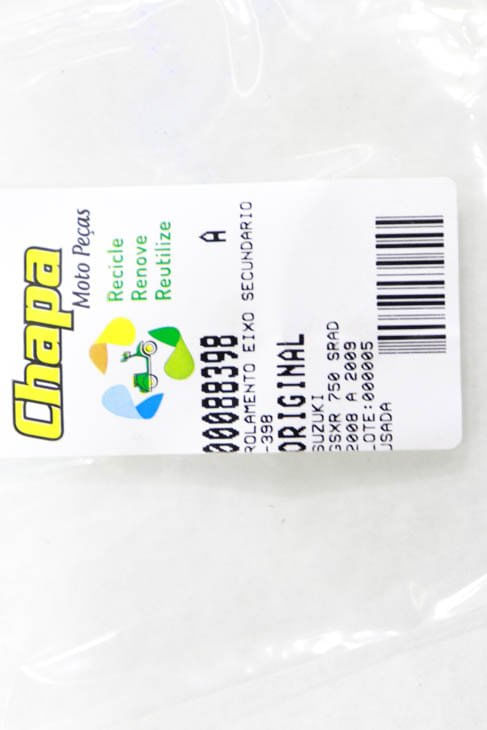 Chapa
Moto Peças
Recicle
Renove
Reutilize
00088398 A
ROLAMENTO EIXO SECUNDARIO
-398
ORIGINAL
SUZUKI
GSXR 750 SRAD
2008 A 2009
LOTE:000005
USADA